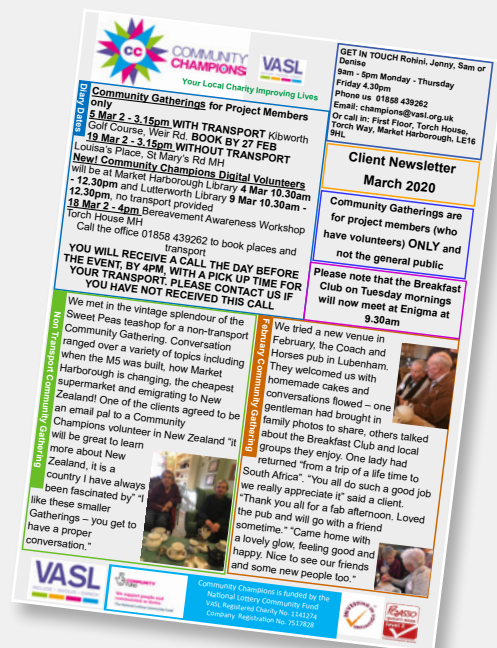 CC
COMMUNITY
CHAMPIONS
VASL
Your Local Charity Improving Lives
GET IN TOUCH Rohini, Jenny, Sam or
Denise
9am - 5pm Monday - Thursday
Friday 4.30pm
Phone us 01858 439262
Email: champions@vasl.org.uk
Or call in: First Floor, Torch House,
Torch Way, Market Harborough, LE16
9HL
Diary Dates
Community Gatherings for Project Members
only
5 Mar 2 - 3.15pm WITH TRANSPORT Kibworth
Golf Course, Weir Rd, BOOK BY 27 FEB
19 Mar 2 - 3.15pm WITHOUT TRANSPORT
Louisa's Place, St Mary's Rd MH
New! Community Champions Digital Volunteers
will be at Market Harborough Library 4 Mar 10.30am
- 12.30pm and Lutterworth Library 9 Mar 10.30am -
12.30pm, no transport provided
18 Mar 2 - 4pm Bereavement Awareness Workshop
Torch House MH
Call the office 01858 439262 to book places and
transport
YOU WILL RECEIVE A CALL THE DAY BEFORE
THE EVENT, BY 4PM, WITH A PICK UP TIME FOR
YOUR TRANSPORT. PLEASE CONTACT US IF
YOU HAVE NOT RECEIVED THIS CALL
Client Newsletter
March 2020
Community Gatherings are
for project members (who
have volunteers) ONLY and
not the general public
Please note that the Breakfast
Club on Tuesday mornings
will now meet at Enigma at
9.30am
Non Transport Community Gathering
We met in the vintage splendour of the
Sweet Peas teashop for a non-transport
Community Gathering. Conversation
ranged over a variety of topics including
when the M5 was built, how Market
Harborough is changing, the cheapest
supermarket and emigrating to New
Zealand! One of the clients agreed to be
an email pal to a Community
Champions volunteer in New Zealand "it
will be great to learn
more about New
Zealand, it is a
country I have always
been fascinated by" "I
like these smaller
Gatherings – you get to
have a proper
conversation."
February Community Gathering
We tried a new venue in
February, the Coach and
Horses pub in Lubenham.
They welcomed us with
homemade cakes and
conversations flowed – one
gentleman had brought in
family photos to share, others talked
about the Breakfast Club and local
groups they enjoy. One lady had
returned "from a trip of a life time to
South Africa". "You all do such a good job
we really appreciate it" said a client.
"Thank you all for a fab afternoon. Loved
the pub and will go with a friend
sometime." "Came home with
a lovely glow, feeling good and
happy. Nice to see our friends
and some new people too."
VASL
COMMUNITY
FUND
Community Champions is funded by the
National Lottery Community Fund
VASL Registered Charity No. 1141274
Company Registration No. 7517828